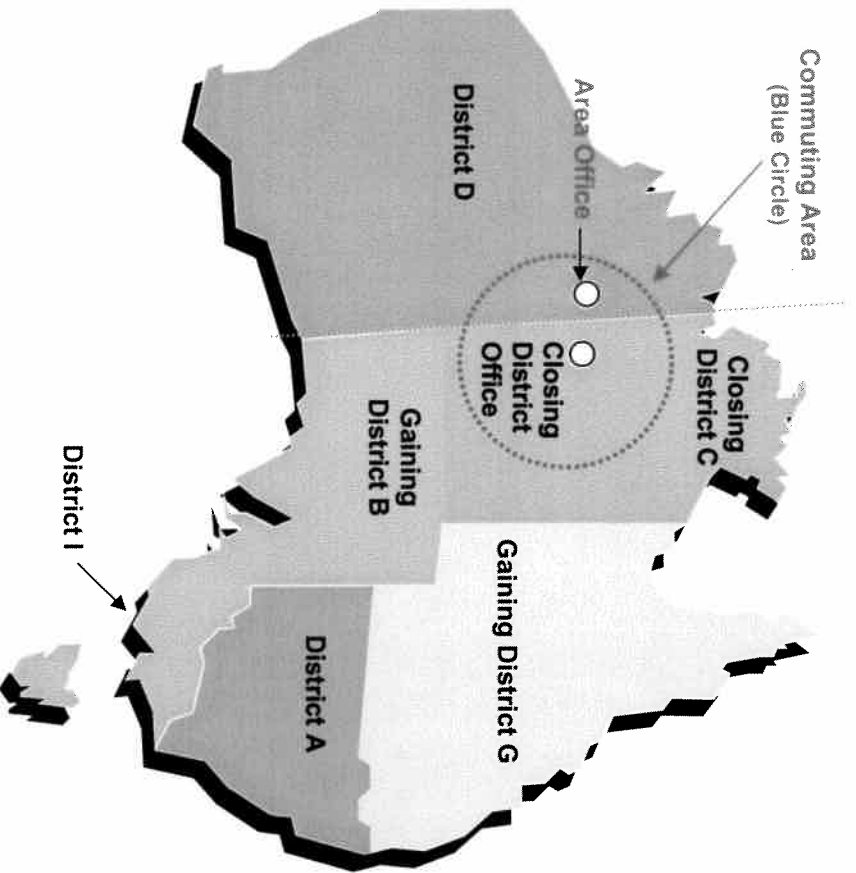 Commuting Area
(Blue Circle)
Area Office
District D
Closing
District C
Closing
District
Office
Gaining
District B
Gaining District G
District A
District I